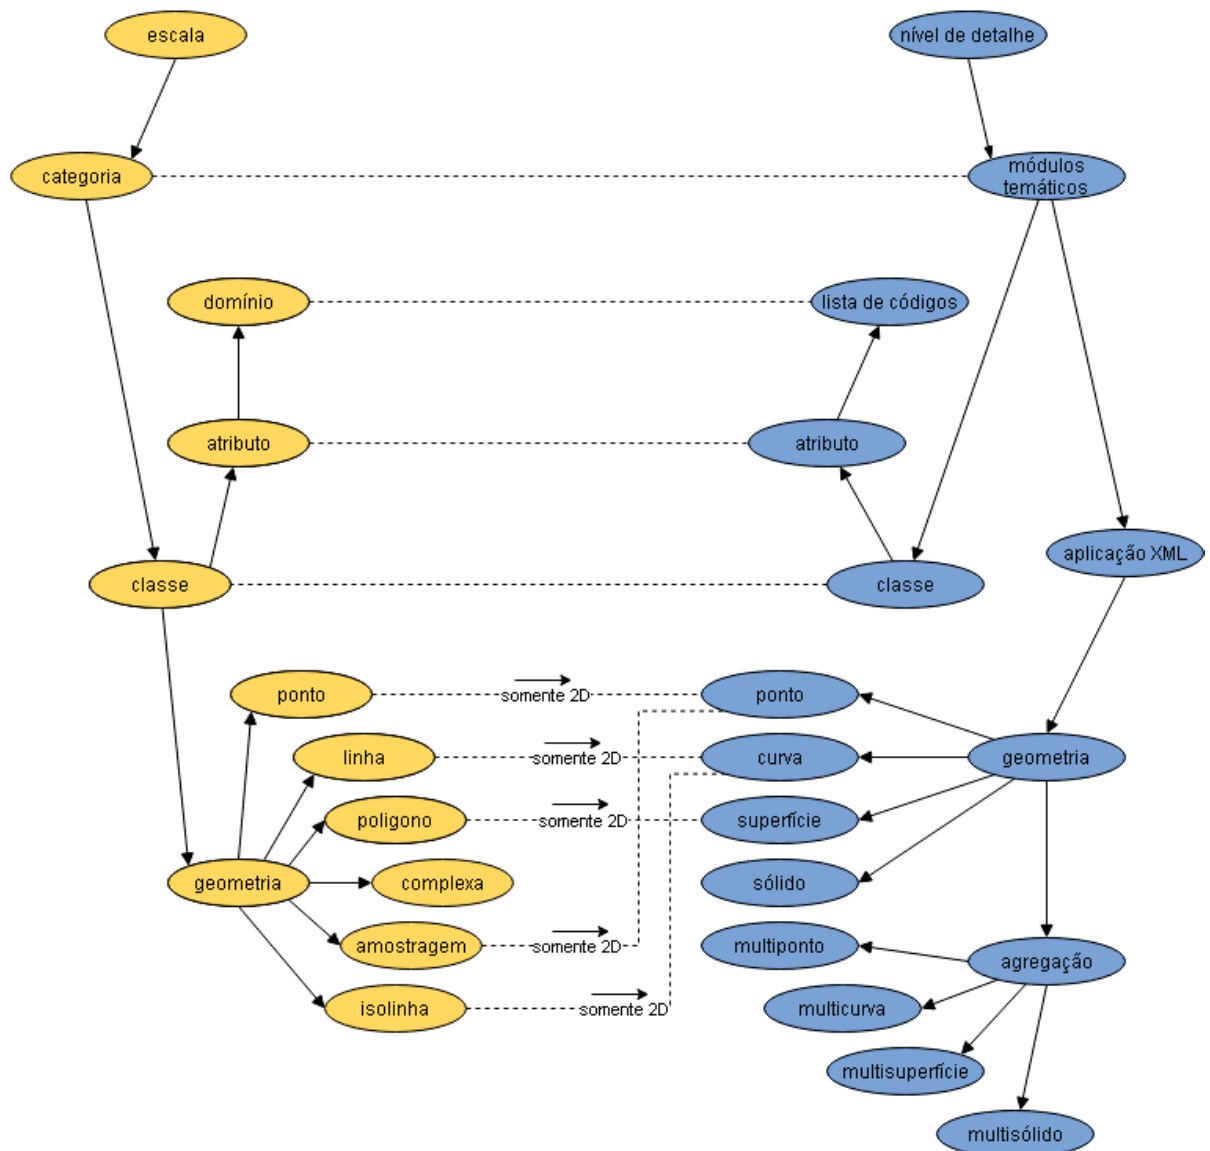 escala
nível de detalhe
categoria
módulos
temáticos
domínio
lista de códigos
atributo
atributo
aplicação XML
classe
classe
ponto
somente 2D
ponto
linha
somente 2D
curva
geometria
poligono
somente 2D
superfície
geometria
complexa
sólido
amostragem
somente 2D
multiponto
agregação
isolinha
somente 2D
multicurva
multisuperfície
multisólido